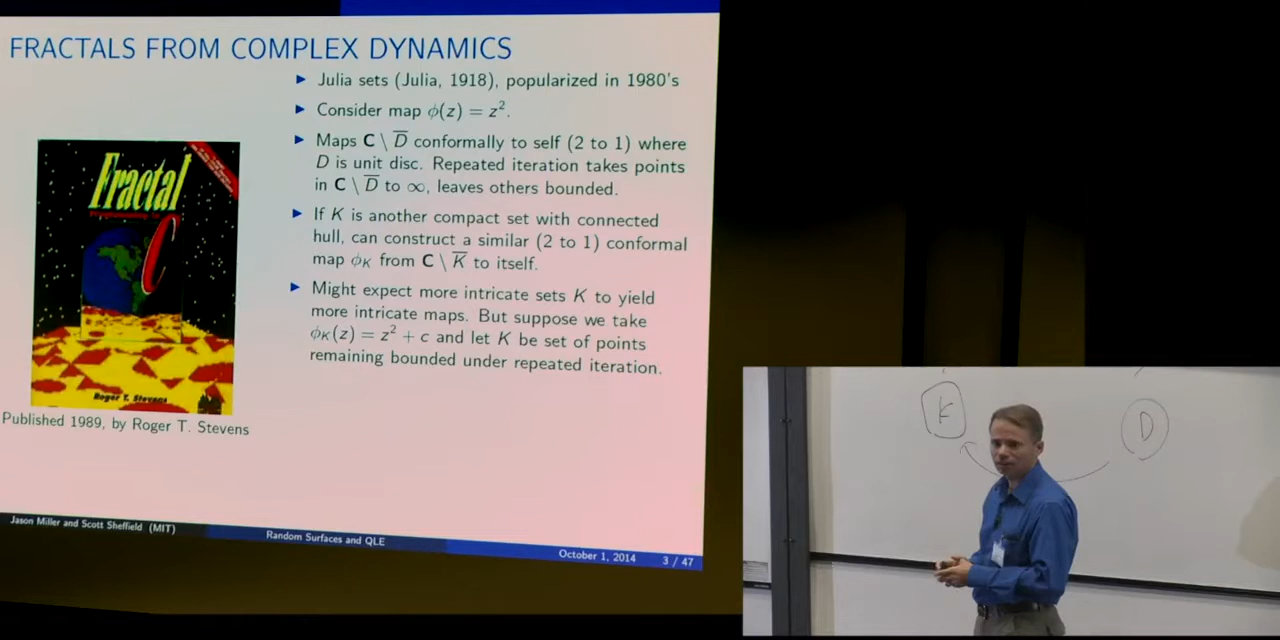 FRACTALS FROM COMPLEX DYNAMICS
▶ Julia sets (Julia, 1918), popularized in 1980's
▶ Consider map ϕ(z) = z².
▶ Maps C \ D̅ conformally to self (2 to 1) where
D is unit disc. Repeated iteration takes points
in C \ D̅ to ∞, leaves others bounded.
▶ If K is another compact set with connected
hull, can construct a similar (2 to 1) conformal
map ϕK from C \ K̅ to itself.
▶ Might expect more intricate sets K to yield
more intricate maps. But suppose we take
ϕK(z) = z² + c and let K be set of points
remaining bounded under repeated iteration.
Fractal
Programming in
C
Roger T. Stevens
Published 1989, by Roger T. Stevens
Jason Miller and Scott Sheffield (MIT)
Random Surfaces and QLE
October 1, 2014
3 / 47
K
D